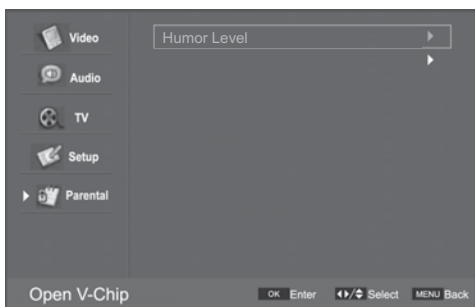 Video
Humor Level
Audio
TV
Setup
Parental
Open V-Chip
OK Enter
Select
MENU Back